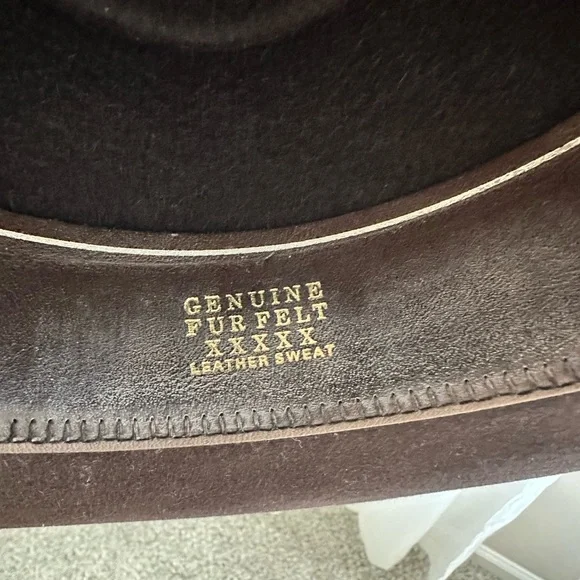 GENUINE
FUR FELT
XXXXX
LEATHER SWEAT